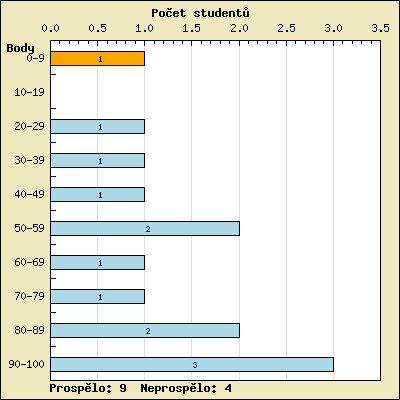 Počet studentů
0.0 0.5 1.0 1.5 2.0 2.5 3.0 3.5
Body
0-9 1
10-19
20-29 1
30-39 1
40-49 1
50-59 2
60-69 1
70-79 1
80-89 2
90-100 3
Prospělo: 9 Neprospělo: 4